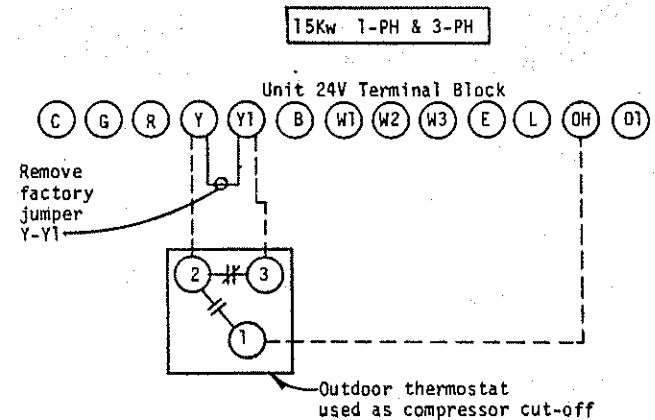 15Kw 1-PH & 3-PH
Unit 24V Terminal Block
C G R Y Y1 B W1 W2 W3 E L OH O1
Remove
factory
jumper
Y-Y1
2 3
1
Outdoor thermostat
used as compressor cut-off